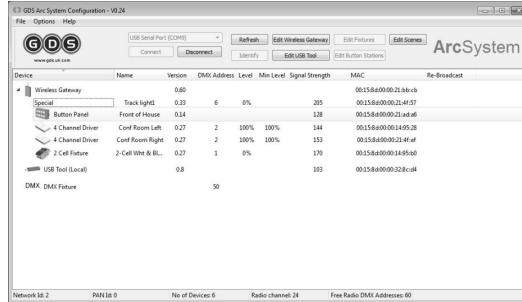 GDS Arc System Configuration - V0.24
File Options Help
GDS
www.gds.uk.com
USB Serial Port (COM9)
Connect Disconnect
Refresh Edit Wireless Gateway Edit Fixtures Edit Scenes
Identify Edit USB Tool Edit Button Stations
ArcSystem
Device Name Version DMX Address Level Min Level Signal Strength MAC Re-Broadcast
Wireless Gateway 0.60 00:15:8d:00:00:21:bb:cb
Special Track light1 0.33 6 0% 205 00:15:8d:00:00:21:4f:57
Button Panel Front of House 0.14 128 00:15:8d:00:00:21:ad:a6
4 Channel Driver Conf Room Left 0.27 2 100% 100% 144 00:15:8d:00:00:14:95:28
4 Channel Driver Conf Room Right 0.27 2 100% 100% 153 00:15:8d:00:00:21:4f:ef
2 Cell Fixture 2-Cell Wht & Bl... 0.27 1 0% 170 00:15:8d:00:00:14:95:b0
USB Tool (Local) 0.8 103 00:15:8d:00:00:32:8c:d4
DMX DMX Fixture 50
Network Id: 2 PAN Id: 0 No of Devices: 6 Radio channel: 24 Free Radio DMX Addresses: 60